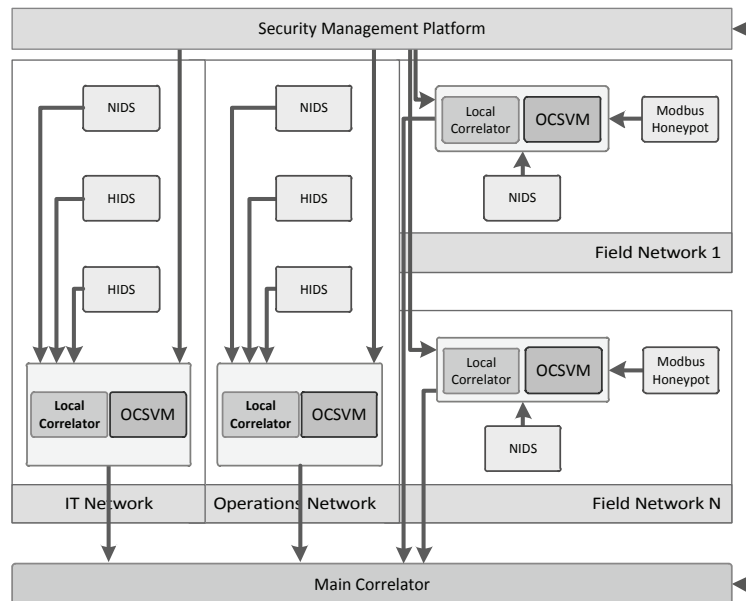 Security Management Platform
NIDS
HIDS
HIDS
Local
Correlator
OCSVM
IT Network
NIDS
HIDS
HIDS
Local
Correlator
OCSVM
Operations Network
Local
Correlator
OCSVM
Modbus
Honeypot
NIDS
Field Network 1
Local
Correlator
OCSVM
Modbus
Honeypot
NIDS
Field Network N
Main Correlator